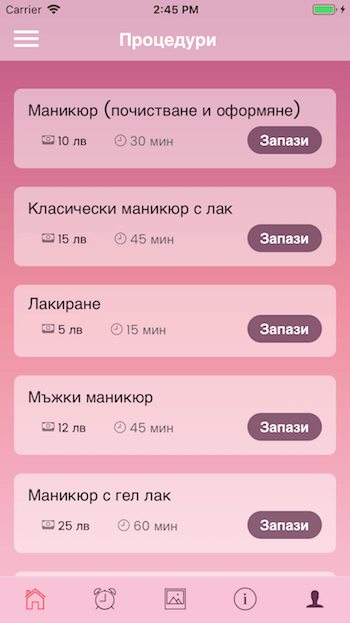 Carrier 2:45 PM
Процедури
Маникюр (почистване и оформяне)
10 лв 30 мин Запази
Класически маникюр с лак
15 лв 45 мин Запази
Лакиране
5 лв 15 мин Запази
Мъжки маникюр
12 лв 45 мин Запази
Маникюр с гел лак
25 лв 60 мин Запази